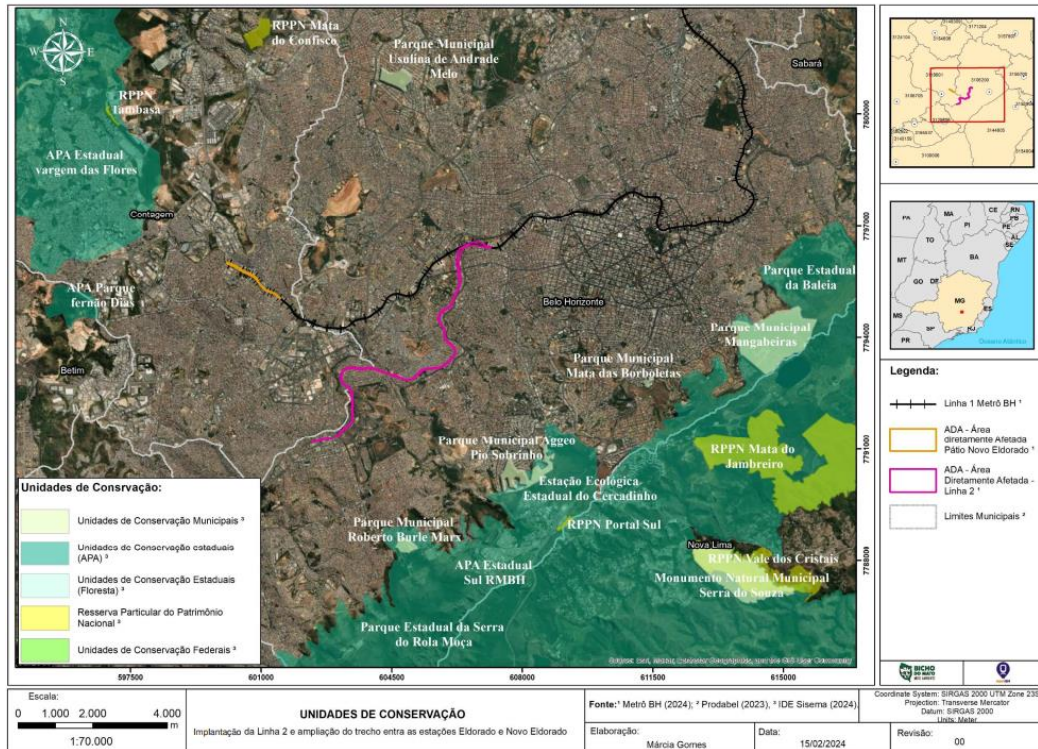 N
W
E
S
RPPN Mata
do Confisco
Parque Municipal
Usulina de Andrade
Melo
Sabará
RPPN
Iambasa
APA Estadual
vargem das Flores
Contagem
APA Parque
fernão Dias
Betim
Belo Horizonte
Parque Estadual
da Baleia
Parque Municipal
Mangabeiras
Parque Municipal
Mata das Borboletas
Parque Municipal Aggeo
Pio Sobrinho
RPPN Mata do
Jambreiro
Estação Ecológica
Estadual do Cercadinho
RPPN Portal Sul
Parque Municipal
Roberto Burle Marx
Nova Lima
RPPN Vale dos Cristais
APA Estadual
Sul RMBH
Monumento Natural Municipal
Serra do Souza
Parque Estadual da Serra
do Rola Moça
7800000
7797000
7794000
7791000
7788000
597500
601000
604500
608000
611500
615000
Unidades de Consrvação:
Unidades de Conservação Municipais ³
Unidades de Conservação estaduais
(APA) ³
Unidades de Conservação Estaduais
(Floresta) ³
Resserva Particular do Patrimônio
Nacional ³
Unidades de Conservação Federais ³
PA
MA
CE
RN
PB
PI
PE
AL
SE
TO
BA
MT
GO
DF
MG
ES
MS
SP
RJ
PR
Oceano Atlântico
Legenda:
Linha 1 Metrô BH ¹
ADA - Área
diretamente Afetada
Pátio Novo Eldorado ¹
ADA - Área
Diretamente Afetada -
Linha 2 ¹
Limites Municipais ²
BICHO
DO MATO
Escala:
0 1.000 2.000 4.000
m
1:70.000
UNIDADES DE CONSERVAÇÃO
Implantação da Linha 2 e ampliação do trecho entre as estações Eldorado e Novo Eldorado
Fonte:¹ Metrô BH (2024); ² Prodabel (2023), ³ IDE Sisema (2024).
Elaboração:
Márcia Gomes
Data:
15/02/2024
Coordinate System: SIRGAS 2000 UTM Zone 23S
Projection: Transverse Mercator
Datum: SIRGAS 2000
Units: Meter
Revisão:
00